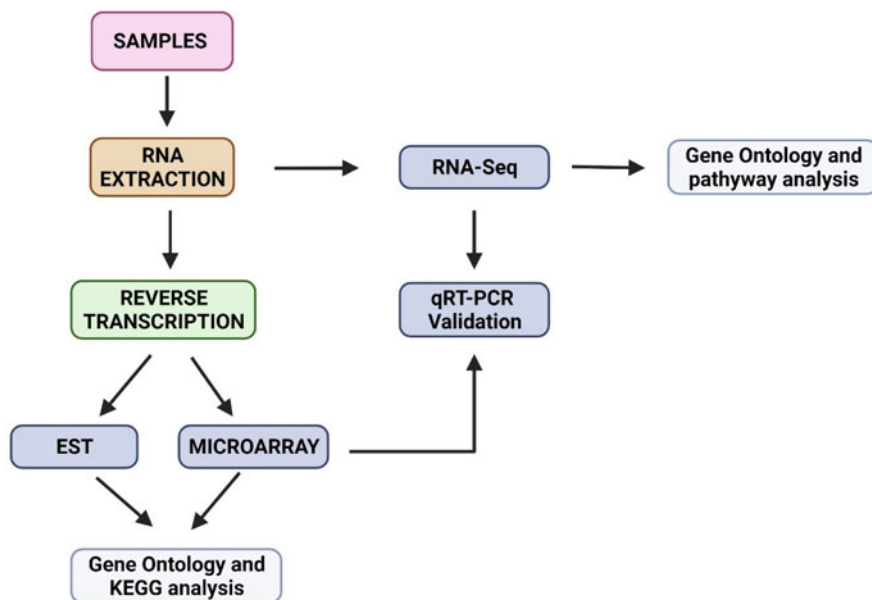 SAMPLES
RNA
EXTRACTION
RNA-Seq
Gene Ontology and
pathyway analysis
REVERSE
TRANSCRIPTION
qRT-PCR
Validation
EST
MICROARRAY
Gene Ontology and
KEGG analysis